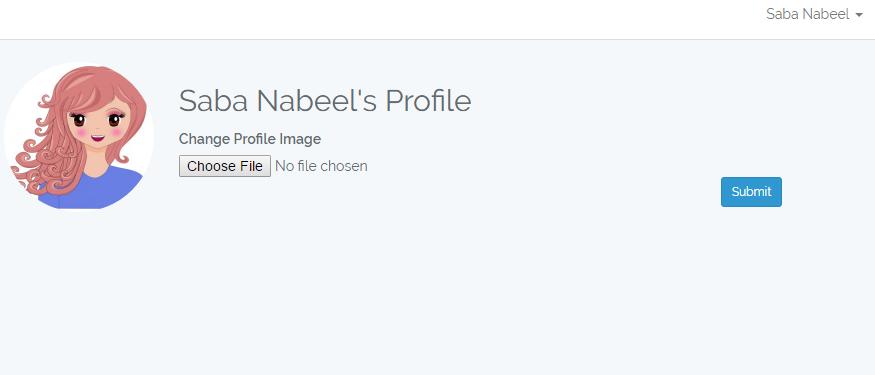 Saba Nabeel
Saba Nabeel's Profile
Change Profile Image
Choose File No file chosen
Submit